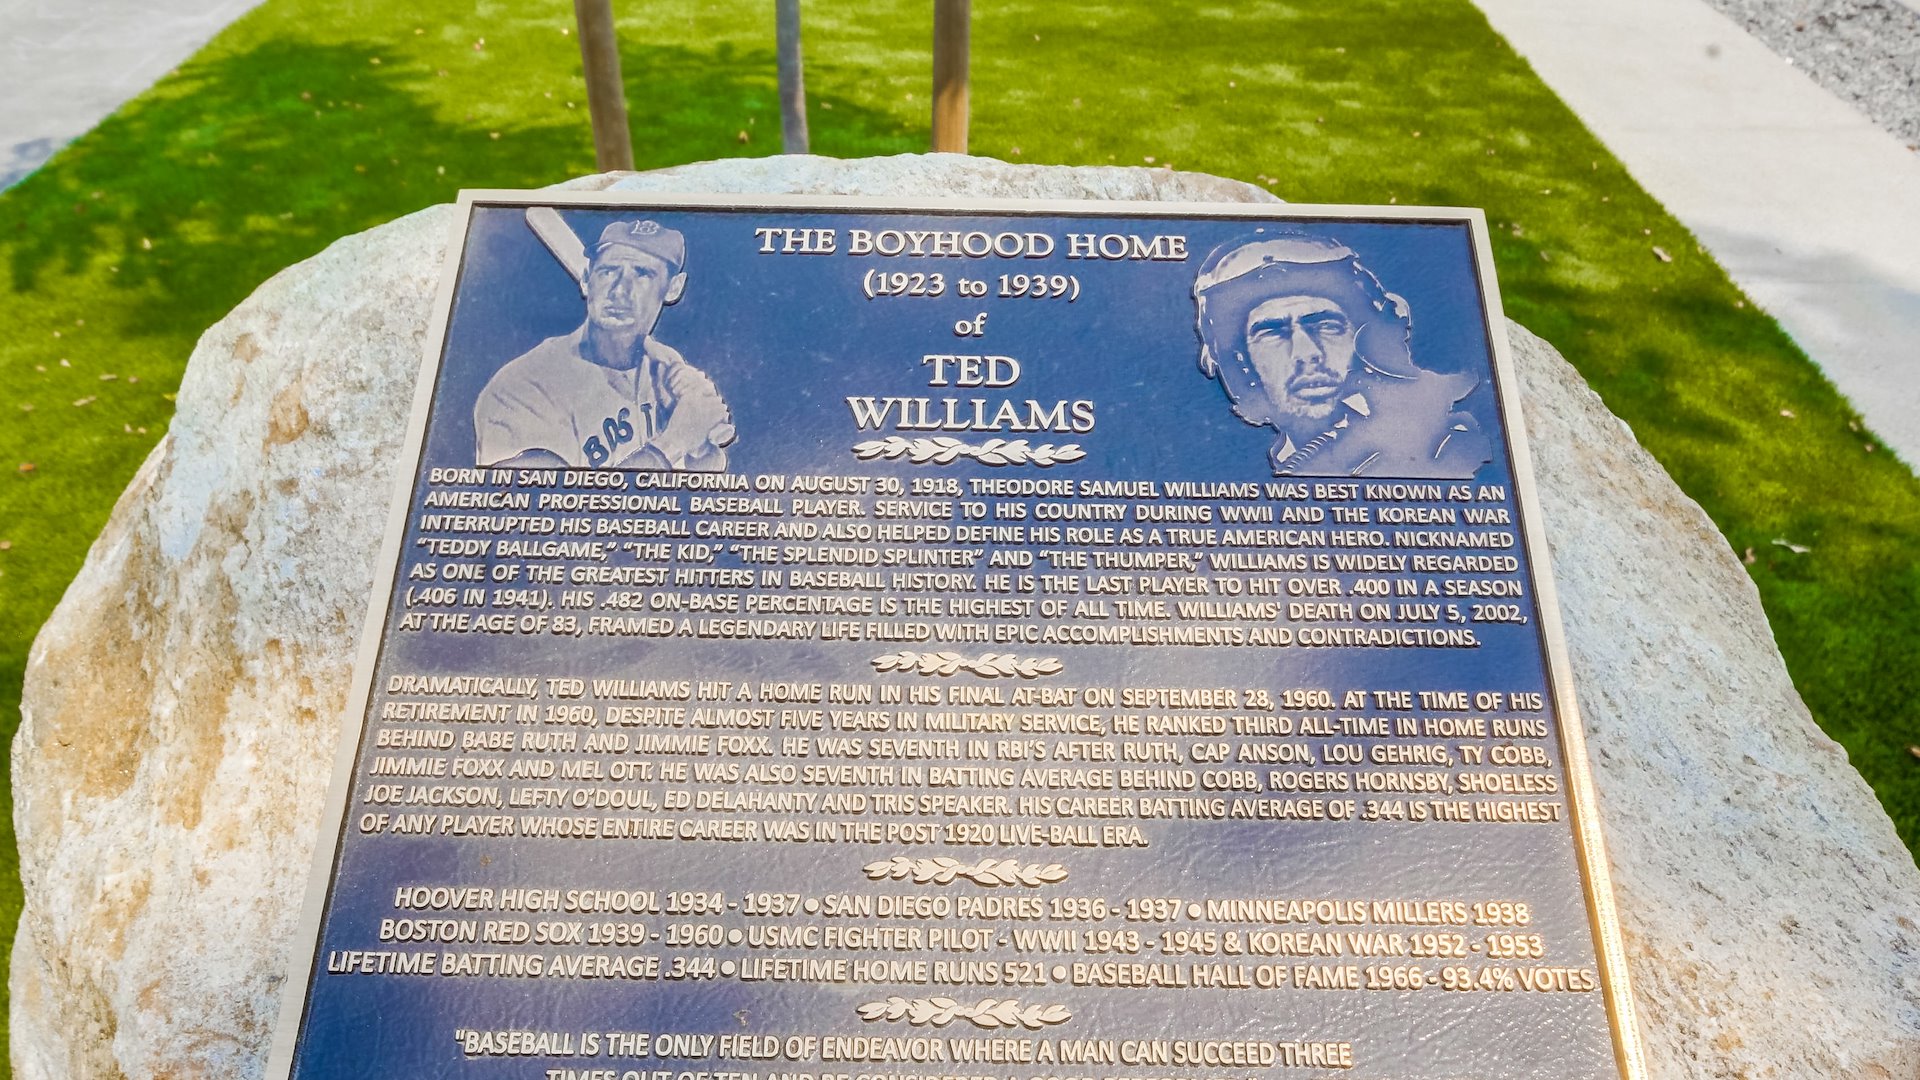 THE BOYHOOD HOME
(1923 to 1939)
of
TED
WILLIAMS
B
BOST
BORN IN SAN DIEGO, CALIFORNIA ON AUGUST 30, 1918, THEODORE SAMUEL WILLIAMS WAS BEST KNOWN AS AN
AMERICAN PROFESSIONAL BASEBALL PLAYER. SERVICE TO HIS COUNTRY DURING WWII AND THE KOREAN WAR
INTERRUPTED HIS BASEBALL CAREER AND ALSO HELPED DEFINE HIS ROLE AS A TRUE AMERICAN HERO. NICKNAMED
“TEDDY BALLGAME,” “THE KID,” “THE SPLENDID SPLINTER” AND “THE THUMPER,” WILLIAMS IS WIDELY REGARDED
AS ONE OF THE GREATEST HITTERS IN BASEBALL HISTORY. HE IS THE LAST PLAYER TO HIT OVER .400 IN A SEASON
(.406 IN 1941). HIS .482 ON-BASE PERCENTAGE IS THE HIGHEST OF ALL TIME. WILLIAMS' DEATH ON JULY 5, 2002,
AT THE AGE OF 83, FRAMED A LEGENDARY LIFE FILLED WITH EPIC ACCOMPLISHMENTS AND CONTRADICTIONS.
DRAMATICALLY, TED WILLIAMS HIT A HOME RUN IN HIS FINAL AT-BAT ON SEPTEMBER 28, 1960. AT THE TIME OF HIS
RETIREMENT IN 1960, DESPITE ALMOST FIVE YEARS IN MILITARY SERVICE, HE RANKED THIRD ALL-TIME IN HOME RUNS
BEHIND BABE RUTH AND JIMMIE FOXX. HE WAS SEVENTH IN RBI'S AFTER RUTH, CAP ANSON, LOU GEHRIG, TY COBB,
JIMMIE FOXX AND MEL OTT. HE WAS ALSO SEVENTH IN BATTING AVERAGE BEHIND COBB, ROGERS HORNSBY, SHOELESS
JOE JACKSON, LEFTY O'DOUL, ED DELAHANTY AND TRIS SPEAKER. HIS CAREER BATTING AVERAGE OF .344 IS THE HIGHEST
OF ANY PLAYER WHOSE ENTIRE CAREER WAS IN THE POST 1920 LIVE-BALL ERA.
HOOVER HIGH SCHOOL 1934 - 1937 ● SAN DIEGO PADRES 1936 - 1937 ● MINNEAPOLIS MILLERS 1938
BOSTON RED SOX 1939 - 1960 ● USMC FIGHTER PILOT - WWII 1943 - 1945 & KOREAN WAR 1952 - 1953
LIFETIME BATTING AVERAGE .344 ● LIFETIME HOME RUNS 521 ● BASEBALL HALL OF FAME 1966 - 93.4% VOTES
"BASEBALL IS THE ONLY FIELD OF ENDEAVOR WHERE A MAN CAN SUCCEED THREE
TIMES OUT OF TEN AND BE CONSIDERED A GOOD